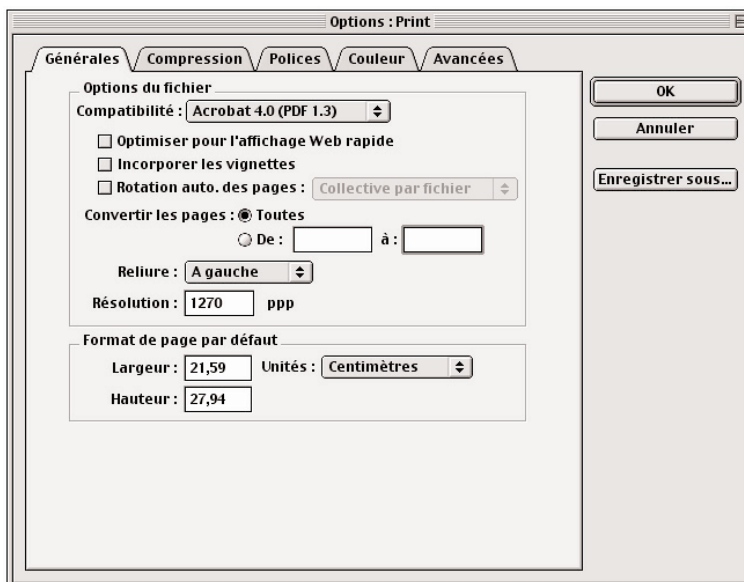 Options : Print
Générales Compression Polices Couleur Avancées
Options du fichier
Compatibilité : Acrobat 4.0 (PDF 1.3)
Optimiser pour l'affichage Web rapide
Incorporer les vignettes
Rotation auto. des pages : Collective par fichier
Convertir les pages : Toutes
De : à :
Reliure : A gauche
Résolution : 1270 ppp
Format de page par défaut
Largeur : 21,59 Unités : Centimètres
Hauteur : 27,94
OK
Annuler
Enregistrer sous...